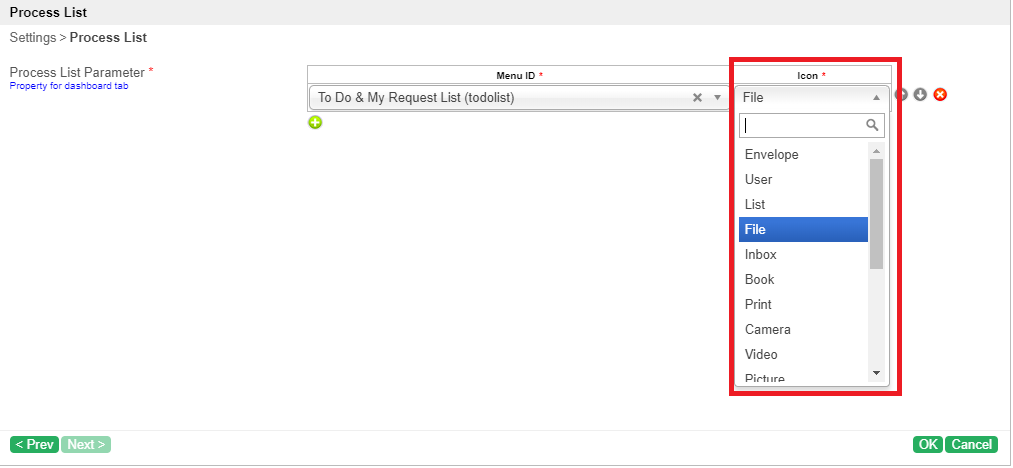 Process List
Settings > Process List
Process List Parameter *
Property for dashboard tab
Menu ID * Icon *
To Do & My Request List (todolist) File
Envelope
User
List
File
Inbox
Book
Print
Camera
Video
Picture
< Prev Next > OK Cancel